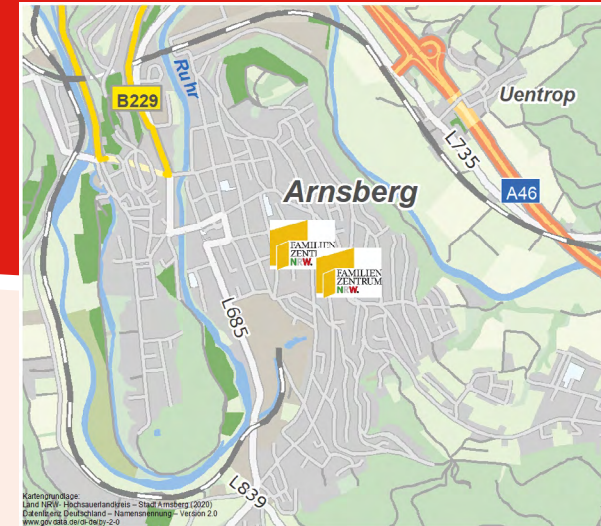 Ruhr
B229
Uentrop
L735
A46
Arnsberg
FAMILIEN
ZENT
NRW.
FAMILIEN
ZENTRUM
NRW.
L685
L839
Kartengrundlage:
Land NRW- Hochsauerlandkreis – Stadt Arnsberg (2020)
Datenlizenz Deutschland – Namensnennung – Version 2.0
www.govdata.de/dl-de/by-2-0